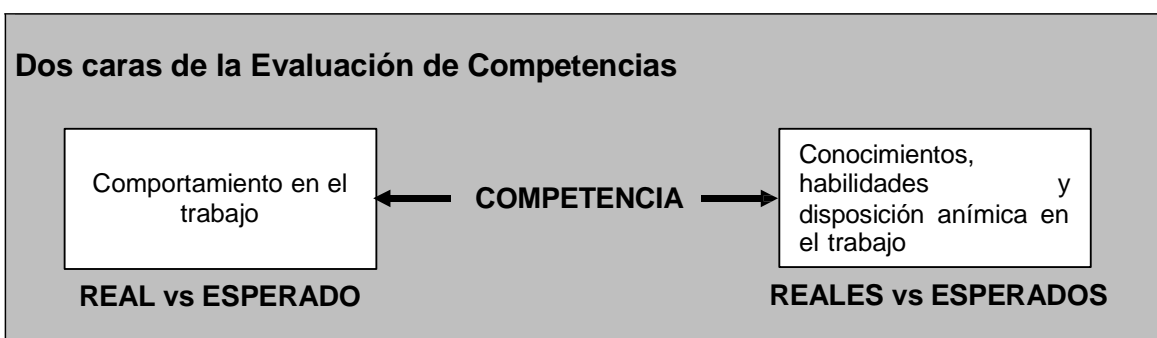 Dos caras de la Evaluación de Competencias
Comportamiento en el
trabajo
COMPETENCIA
Conocimientos,
habilidades y
disposición anímica en
el trabajo
REAL vs ESPERADO
REALES vs ESPERADOS